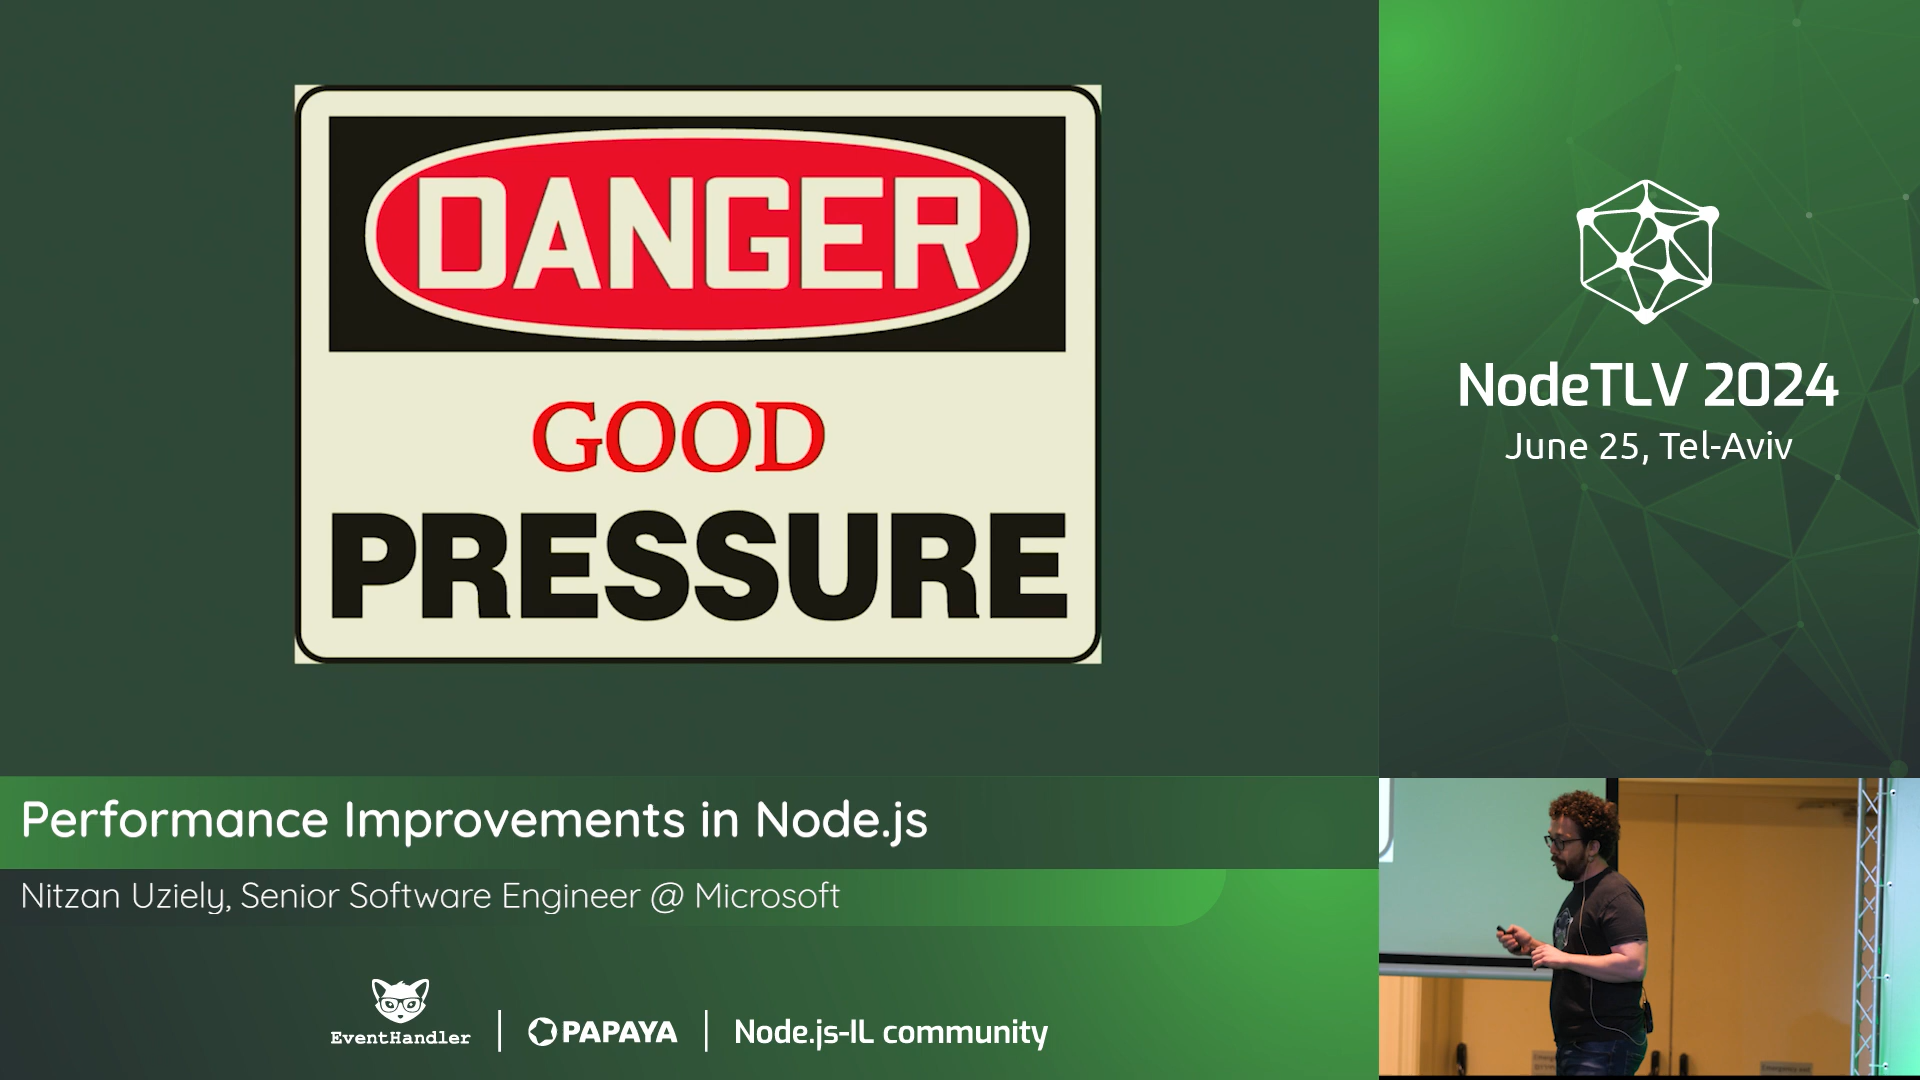 DANGER
GOOD
PRESSURE
NodeTLV 2024
June 25, Tel-Aviv
Performance Improvements in Node.js
Nitzan Uziely, Senior Software Engineer @ Microsoft
EventHandler
PAPAYA
Node.js-IL community